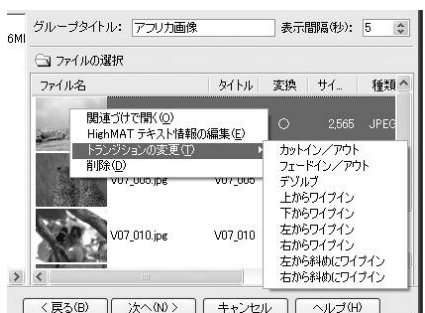 グループタイトル: アフリカ画像 表示間隔(秒): 5
ファイルの選択
ファイル名 タイトル 変換 サイ... 種類
○ 2,565 JPEG
関連づけで開く(O)
HighMAT テキスト情報の編集(E)
トランジションの変更(T)
削除(D)
カットイン／アウト
フェードイン／アウト
デゾルブ
上からワイプイン
下からワイプイン
左からワイプイン
右からワイプイン
左から斜めにワイプイン
右から斜めにワイプイン
V07_010.jpg V07_010
< 戻る(B) 次へ(N) > キャンセル ヘルプ(H)